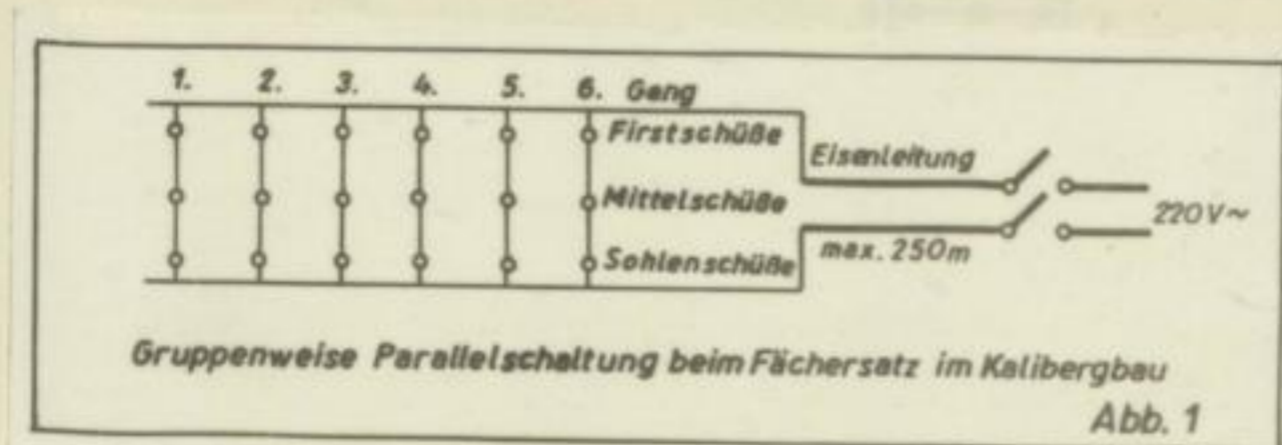 1. 2. 3. 4. 5. 6. Gang
Firstschüße
Mittelschüße
Sohlenschüße
Eisenleitung
max. 250m
220V~
Gruppenweise Parallelschaltung beim Fächersatz im Kalibergbau
Abb. 1